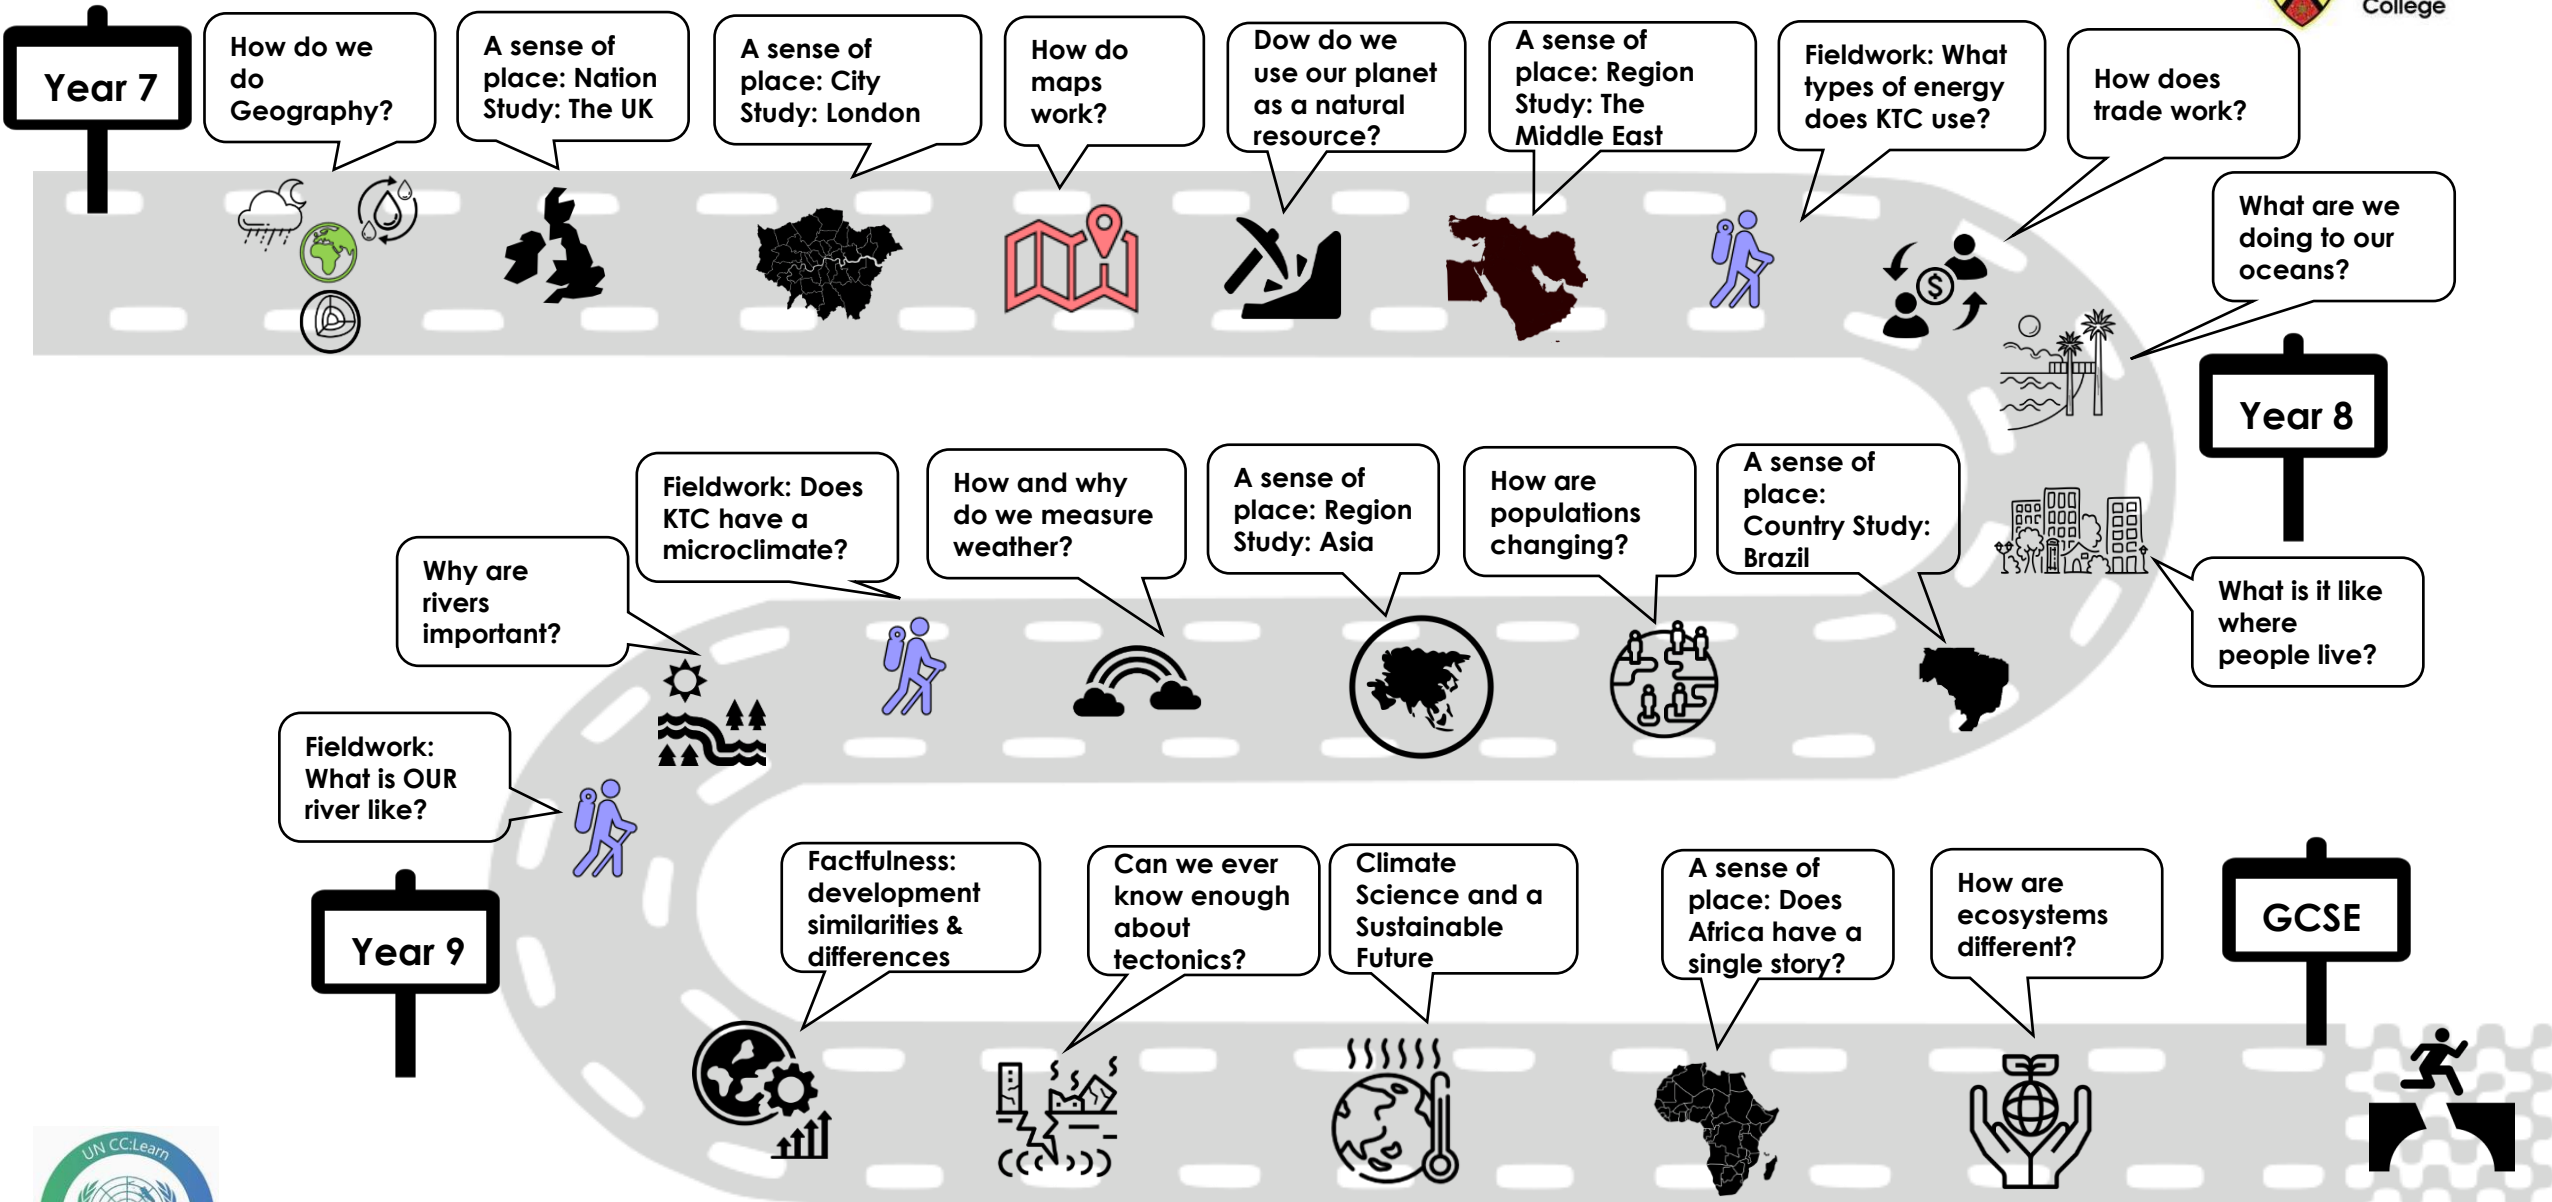 College
Year 7
How do we
do
Geography?
A sense of
place: Nation
Study: The UK
A sense of
place: City
Study: London
How do
maps
work?
Dow do we
use our planet
as a natural
resource?
A sense of
place: Region
Study: The
Middle East
Fieldwork: What
types of energy
does KTC use?
How does
trade work?
What are we
doing to our
oceans?
Year 8
What is it like
where
people live?
A sense of
place:
Country Study:
Brazil
How are
populations
changing?
A sense of
place: Region
Study: Asia
How and why
do we measure
weather?
Fieldwork: Does
KTC have a
microclimate?
Why are
rivers
important?
Fieldwork:
What is OUR
river like?
Year 9
Factfulness:
development
similarities &
differences
Can we ever
know enough
about
tectonics?
Climate
Science and a
Sustainable
Future
A sense of
place: Does
Africa have a
single story?
How are
ecosystems
different?
GCSE
UN CC:Learn